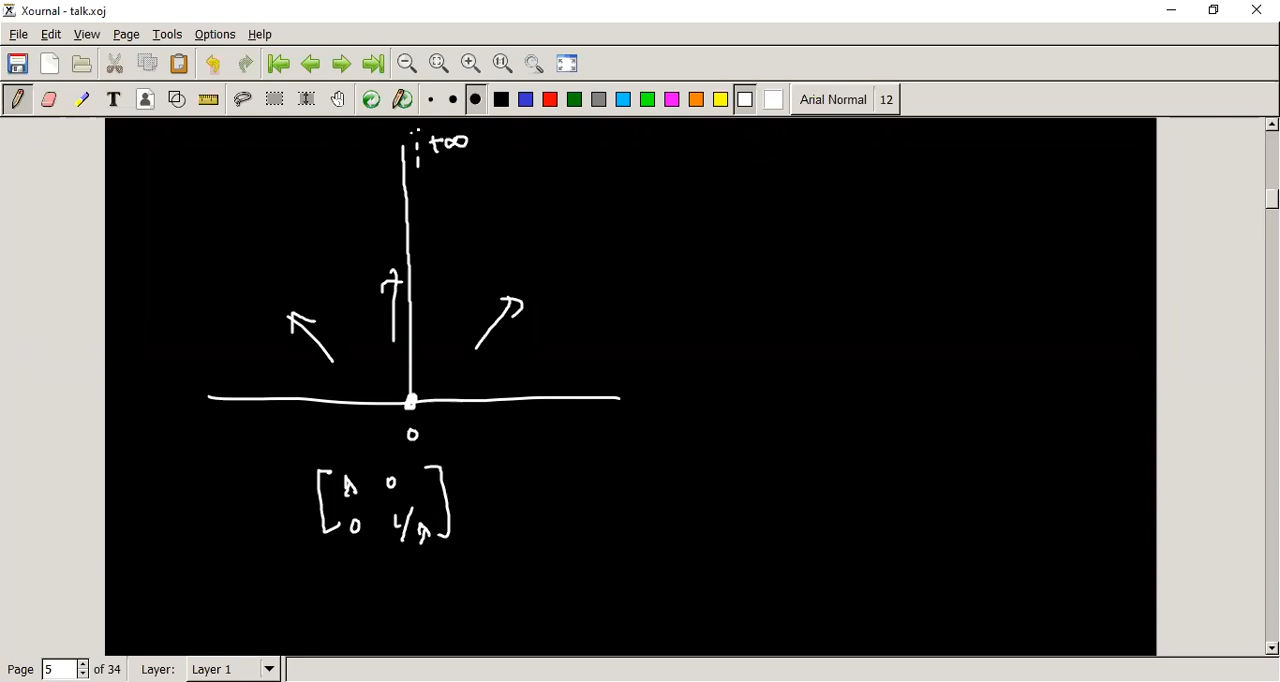 Xournal - talk.xoj
File Edit View Page Tools Options Help
Arial Normal 12
+∞
0
λ 0
0 1/λ
Page 5 of 34 Layer: Layer 1